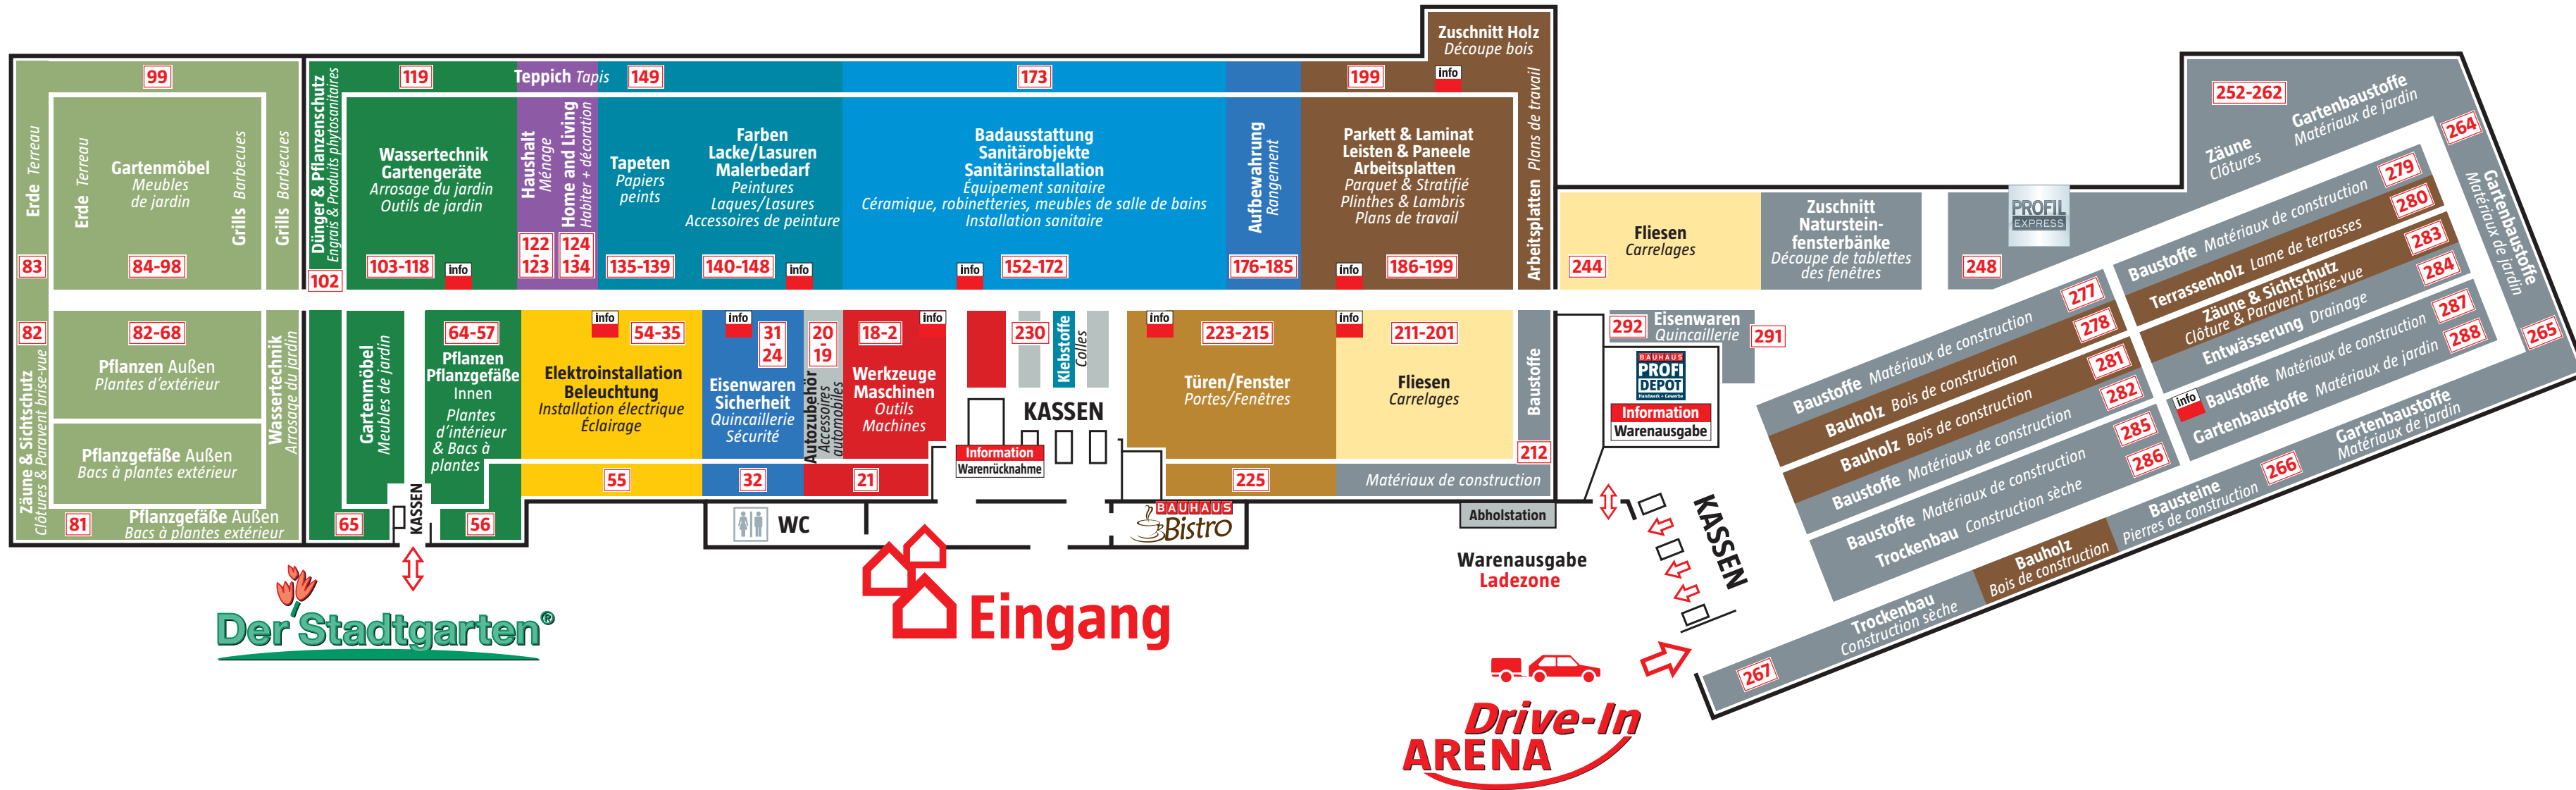 99
Erde Terreau
Erde Terreau
Gartenmöbel
Meubles
de jardin
Grills Barbecues
Grills Barbecues
83
84-98
82
82-68
Pflanzen Außen
Plantes d'extérieur
Pflanzgefäße Außen
Bacs à plantes extérieur
Zäune & Sichtschutz
Clôtures & Paravent brise-vue
Wassertechnik
Arrosage du jardin
81
Pflanzgefäße Außen
Bacs à plantes extérieur
Dünger & Pflanzenschutz
Engrais & Produits phytosanitaires
102
119
Wassertechnik
Gartengeräte
Arrosage du jardin
Outils de jardin
103-118
info
Teppich Tapis
149
Haushalt
Ménage
122
-
123
Home and Living
Habiter + décoration
124
-
134
Tapeten
Papiers
peints
135-139
Farben
Lacke/Lasuren
Malerbedarf
Peintures
Laques/Lasures
Accessoires de peinture
140-148
info
173
Badausstattung
Sanitärobjekte
Sanitärinstallation
Équipement sanitaire
Céramique, robinetteries, meubles de salle de bains
Installation sanitaire
info
152-172
Aufbewahrung
Rangement
176-185
199
info
Parkett & Laminat
Leisten & Paneele
Arbeitsplatten
Parquet & Stratifié
Plinthes & Lambris
Plans de travail
info
186-199
Zuschnitt Holz
Découpe bois
Arbeitsplatten Plans de travail
Fliesen
Carrelages
244
Zuschnitt
Naturstein-
fensterbänke
Découpe de tablettes
des fenêtres
PROFIL
EXPRESS
248
252-262
Zäune
Clôtures
Gartenbaustoffe
Matériaux de jardin
264
Gartenbaustoffe
Matériaux de jardin
265
Gartenmöbel
Meubles de jardin
65
KASSEN
64-57
Pflanzen
Pflanzgefäße
Innen
Plantes
d'intérieur
& Bacs à
plantes
56
info
54-35
Elektroinstallation
Beleuchtung
Installation électrique
Éclairage
55
info
31
-
24
Eisenwaren
Sicherheit
Quincaillerie
Sécurité
32
20
-
19
Autozubehör
Accessoires
automobiles
18-2
info
Werkzeuge
Maschinen
Outils
Machines
21
230
Klebstoffe
Colles
KASSEN
Information
Warenrücknahme
info
223-215
Türen/Fenster
Portes/Fenêtres
225
info
211-201
Fliesen
Carrelages
Baustoffe
212
Matériaux de construction
WC
BAUHAUS
Bistro
Abholstation
292
Eisenwaren
Quincaillerie
291
BAUHAUS
PROFI
DEPOT
Handwerk + Gewerbe
Information
Warenausgabe
Warenausgabe
Ladezone
KASSEN
Baustoffe Matériaux de construction
277
Bauholz Bois de construction
278
Bauholz Bois de construction
281
Baustoffe Matériaux de construction
282
Baustoffe Matériaux de construction
285
Trockenbau Construction sèche
286
Baustoffe Matériaux de construction
279
Terrassenholz Lame de terrasses
280
Zäune & Sichtschutz
Clôture & Paravent brise-vue
283
Entwässerung Drainage
284
info
Baustoffe Matériaux de construction
287
Gartenbaustoffe Matériaux de jardin
288
Gartenbaustoffe
Matériaux de jardin
266
Bausteine
Pierres de construction
Bauholz
Bois de construction
Trockenbau
Construction sèche
267
Der Stadtgarten®
Eingang
Drive-In
ARENA